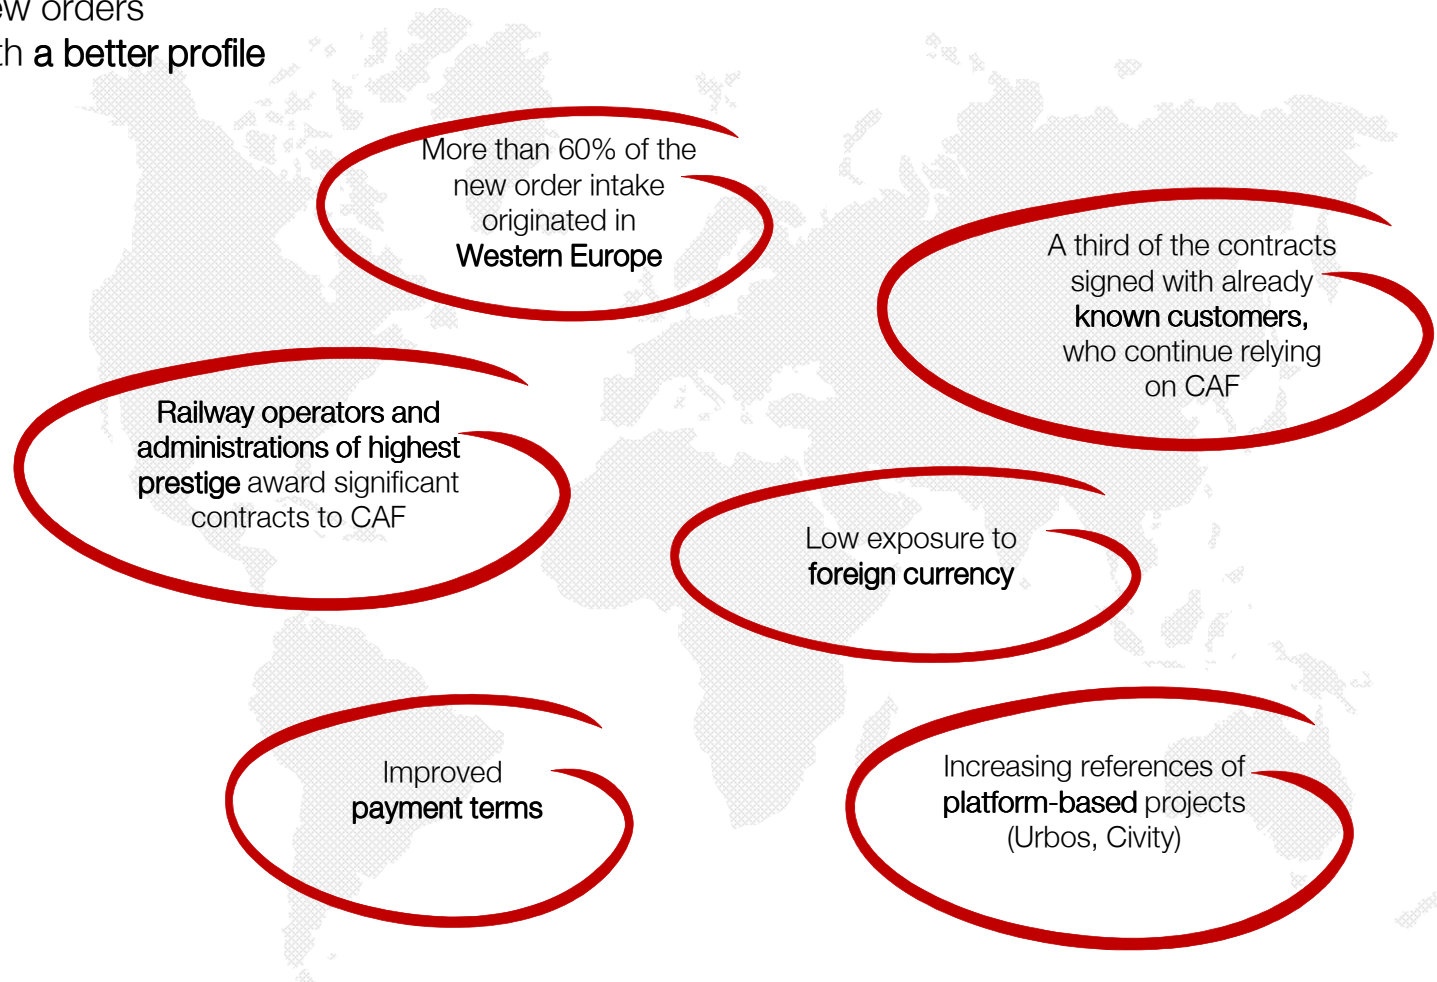 orders
a better profile
More than 60% of the
new order intake
originated in
Western Europe
A third of the contracts
signed with already
known customers,
who continue relying
on CAF
Railway operators and
administrations of highest
prestige award significant
contracts to CAF
Low exposure to
foreign currency
Improved
payment terms
Increasing references of
platform-based projects
(Urbos, Civity)